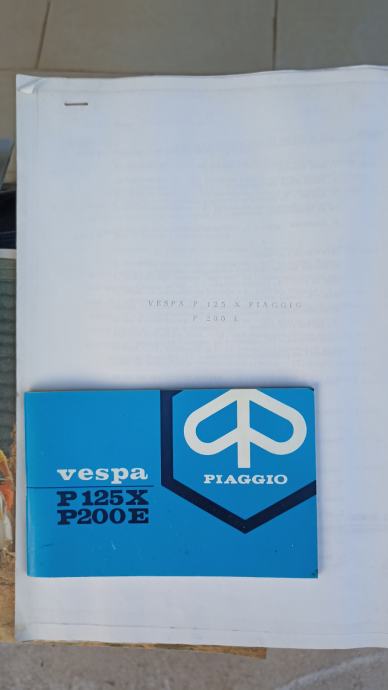 VESPA P 125 X PIAGGIO
P 200 E
vespa
P125X
P200E
PIAGGIO